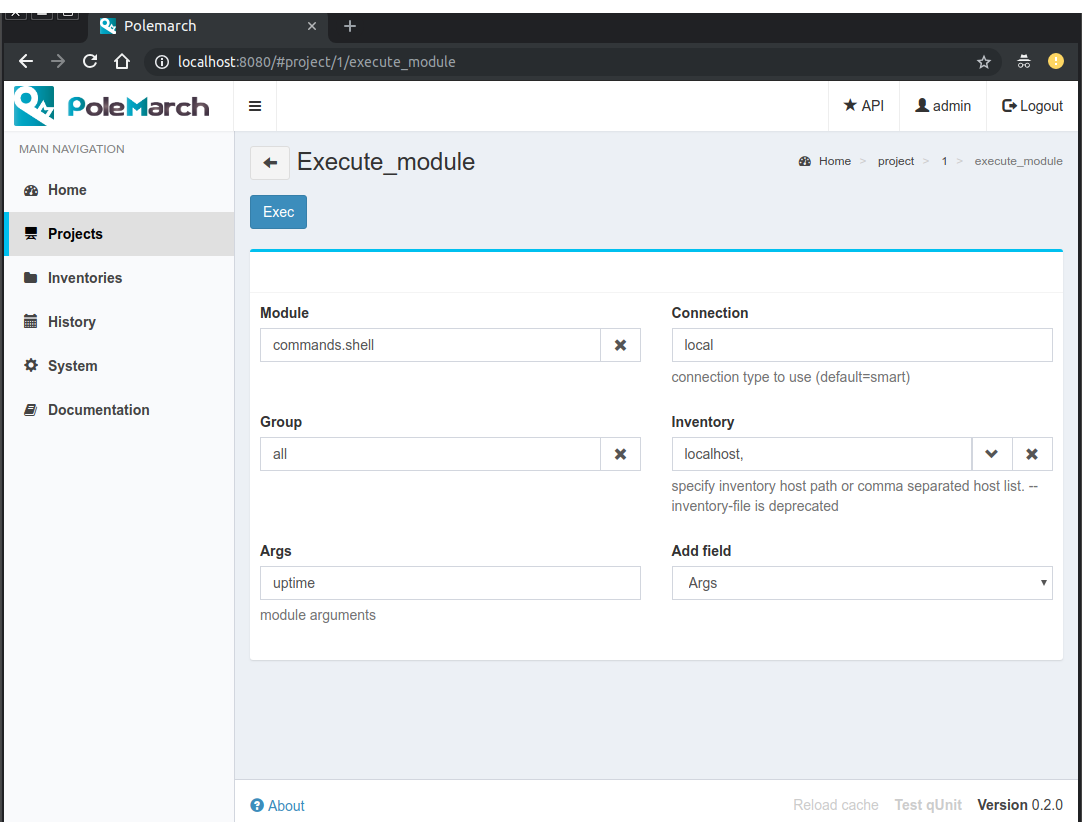 Polemarch
localhost:8080/#project/1/execute_module
PoleMarch
API
admin
Logout
MAIN NAVIGATION
Home
Projects
Inventories
History
System
Documentation
Execute_module
Home > project > 1 > execute_module
Exec
Module
commands.shell
Connection
local
connection type to use (default=smart)
Group
all
Inventory
localhost,
specify inventory host path or comma separated host list. --
inventory-file is deprecated
Args
uptime
module arguments
Add field
Args
About
Reload cache Test qUnit Version 0.2.0